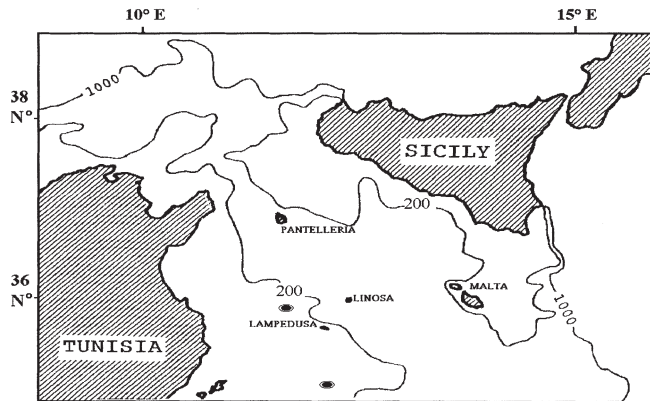 10° E 15° E
1000
38
N°
SICILY
200
PANTELLERIA
36
N°
200
LINOSA
MALTA
1000
LAMPEDUSA
TUNISIA